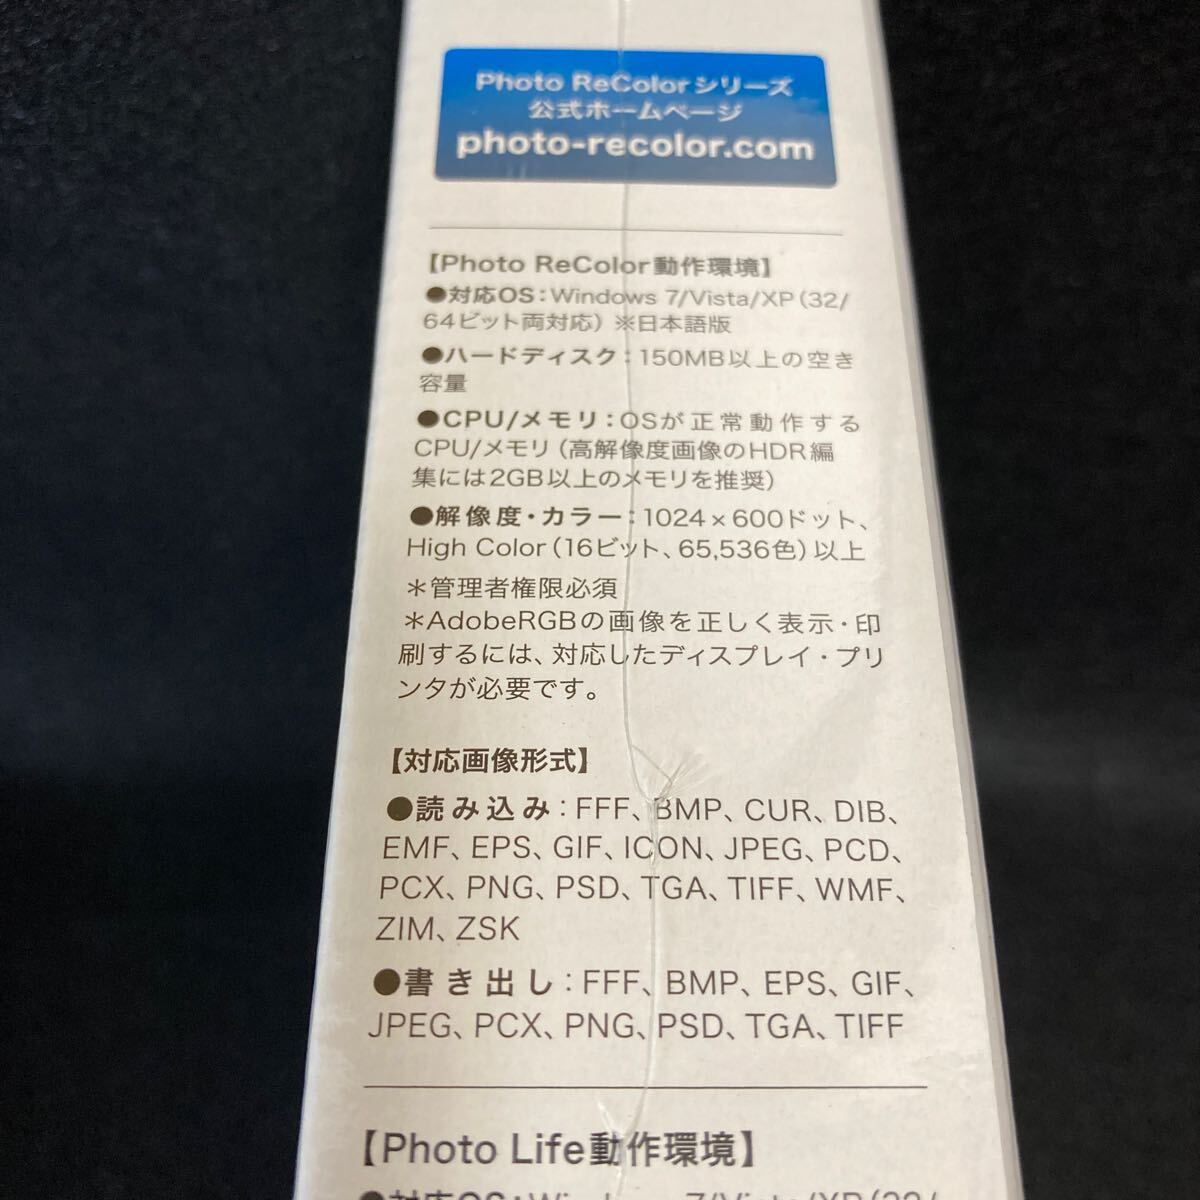 Photo ReColorシリーズ
公式ホームページ
photo-recolor.com
【Photo ReColor動作環境】
●対応OS：Windows 7/Vista/XP（32/
64ビット両対応）※日本語版
●ハードディスク：150MB以上の空き
容量
●CPU/メモリ：OSが正常動作する
CPU/メモリ（高解像度画像のHDR編
集には2GB以上のメモリを推奨）
●解像度・カラー：1024×600ドット、
High Color（16ビット、65,536色）以上
＊管理者権限必須
＊AdobeRGBの画像を正しく表示・印
刷するには、対応したディスプレイ・プリ
ンタが必要です。
【対応画像形式】
●読み込み：FFF、BMP、CUR、DIB、
EMF、EPS、GIF、ICON、JPEG、PCD、
PCX、PNG、PSD、TGA、TIFF、WMF、
ZIM、ZSK
●書き出し：FFF、BMP、EPS、GIF、
JPEG、PCX、PNG、PSD、TGA、TIFF
【Photo Life動作環境】
●対応OS：Windows 7/Vista/XP（32/